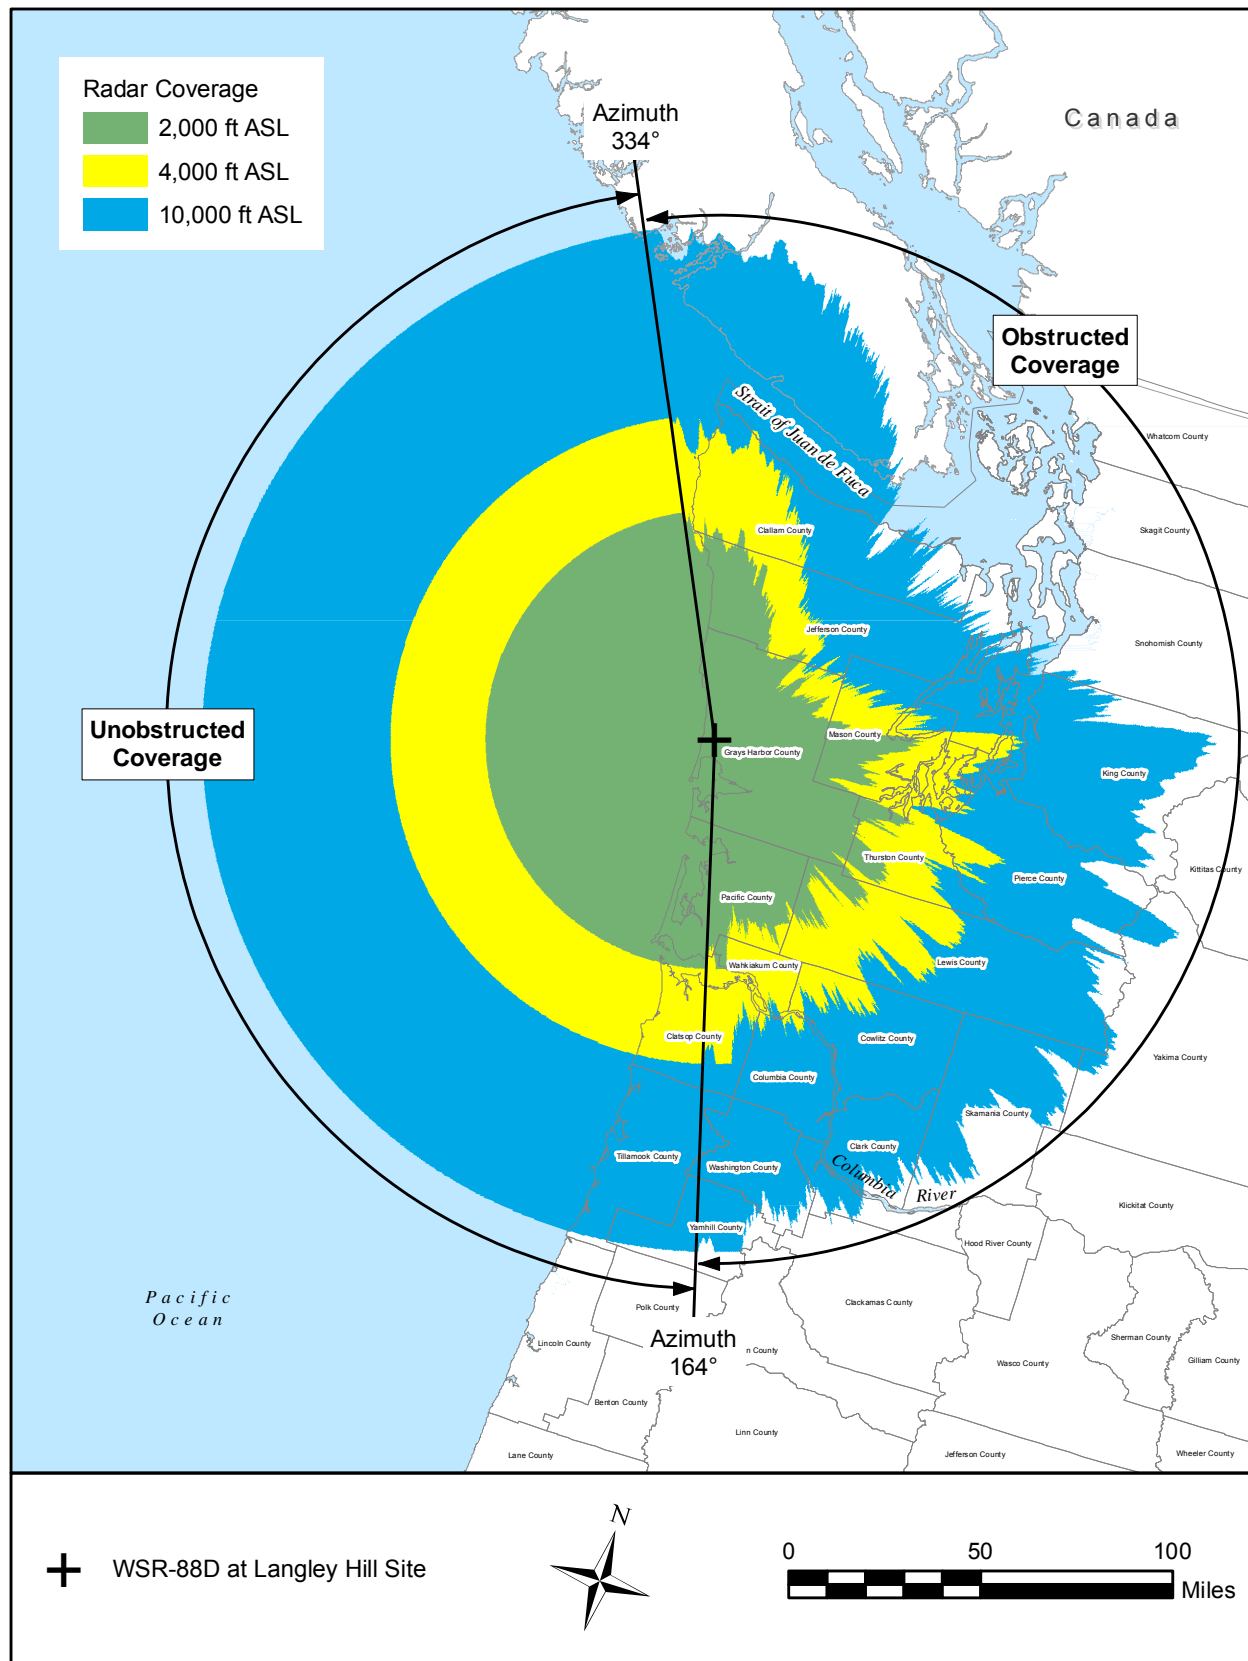 Radar Coverage
2,000 ft ASL
4,000 ft ASL
10,000 ft ASL
Azimuth
334°
Canada
Obstructed
Coverage
Strait of Juan de Fuca
Whatcom County
Skagit County
Clallam County
Jefferson County
Snohomish County
Unobstructed
Coverage
Mason County
Grays Harbor County
King County
Thurston County
Kittitas County
Pierce County
Pacific County
Wahkiakum County
Lewis County
Clatsop County
Cowlitz County
Yakima County
Columbia County
Skamania County
Clark County
Tillamook County
Washington County
Columbia
River
Klickitat County
Yamhill County
Hood River County
Pacific
Ocean
Polk County
Clackamas County
Lincoln County
Azimuth
164°
n County
Sherman County
Gilliam County
Wasco County
Benton County
Linn County
Lane County
Jefferson County
Wheeler County
N
WSR-88D at Langley Hill Site
0 50 100
Miles